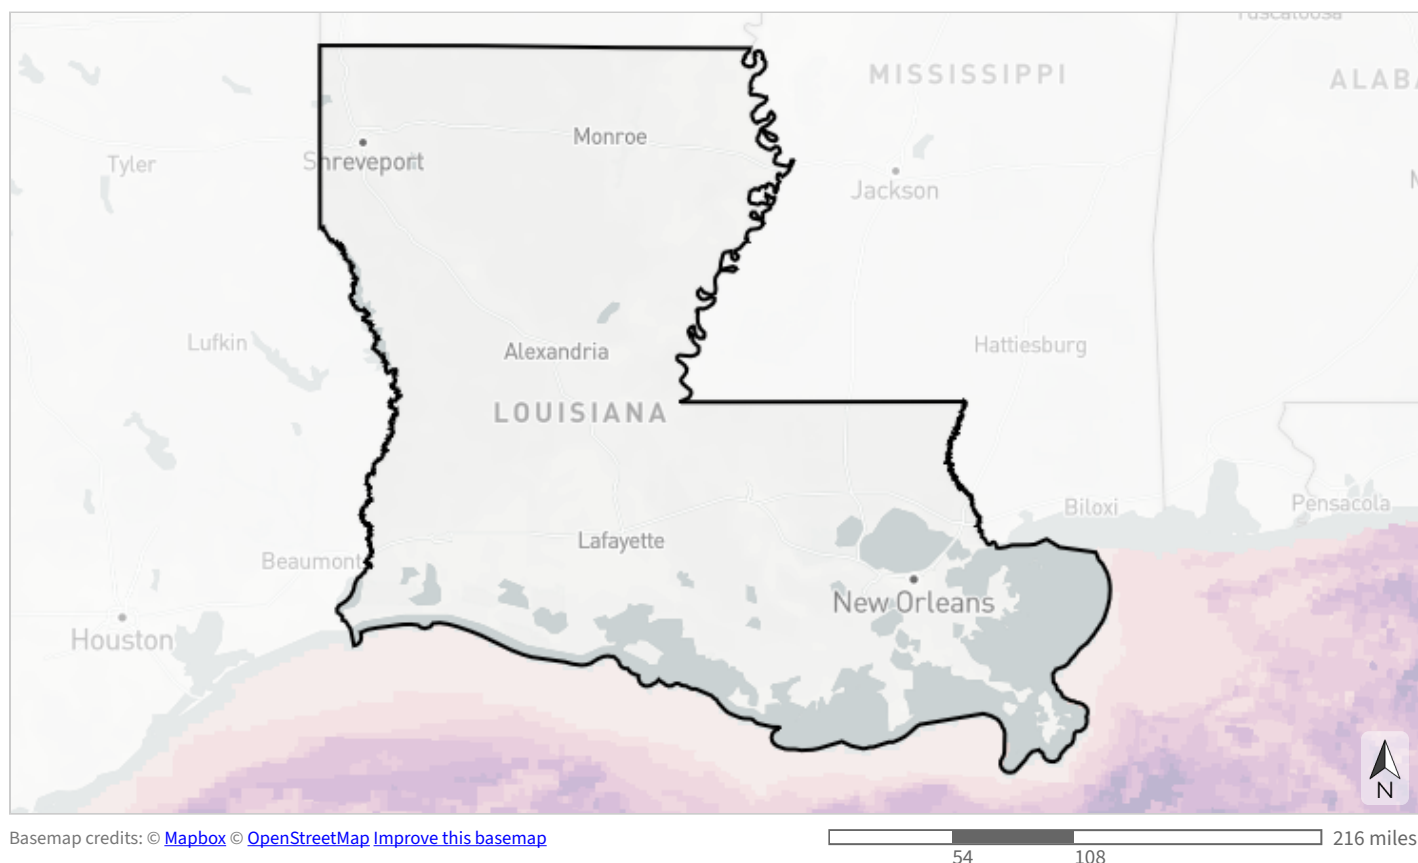 Tuscaloosa
MISSISSIPPI
ALABA
Monroe
Shreveport
Tyler
Jackson
Lufkin
Alexandria
Hattiesburg
LOUISIANA
Biloxi
Pensacola
Lafayette
Beaumont
New Orleans
Houston
N
Basemap credits: © Mapbox © OpenStreetMap Improve this basemap
216 miles
54 108